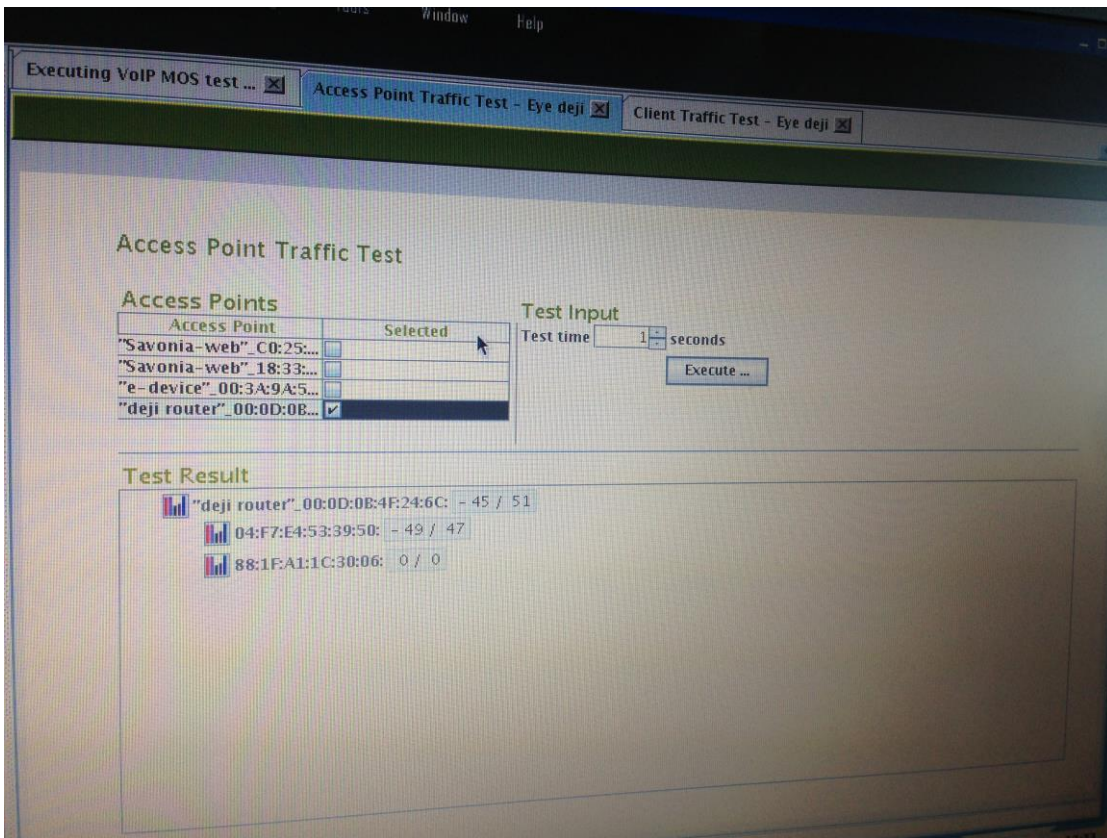 Window Help
Executing VoIP MOS test ... Access Point Traffic Test - Eye deji Client Traffic Test - Eye deji
Access Point Traffic Test
Access Points
Access Point Selected
"Savonia-web"_C0:25:...
"Savonia-web"_18:33:...
"e-device"_00:3A:9A:5...
"deji router"_00:0D:0B...
Test Input
Test time 1 seconds
Execute ...
Test Result
"deji router"_00:0D:0B:4F:24:6C: - 45 / 51
04:F7:E4:53:39:50: - 49 / 47
88:1F:A1:1C:30:06: 0 / 0